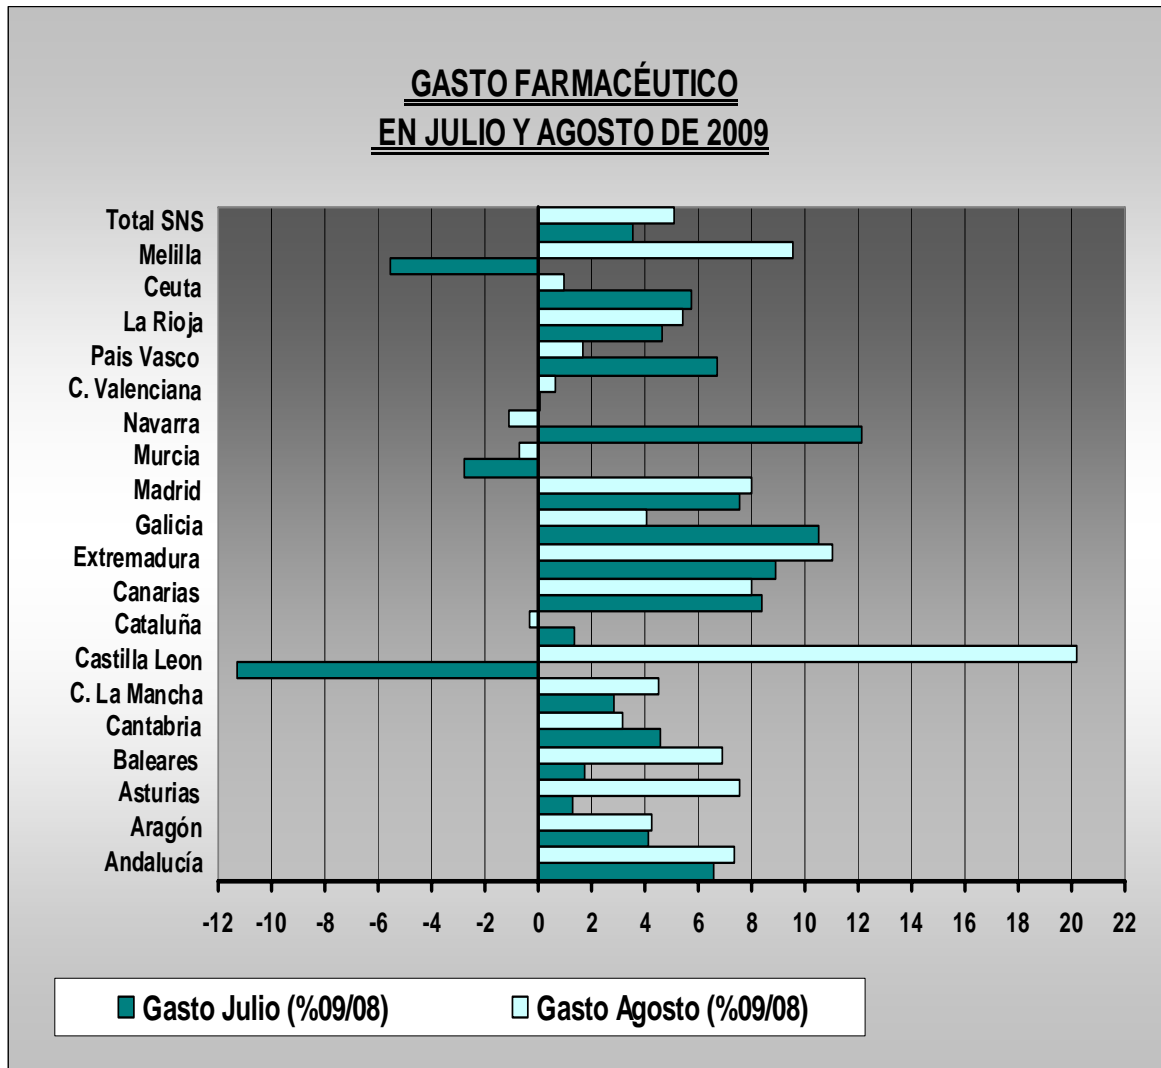 GASTO FARMACÉUTICO
EN JULIO Y AGOSTO DE 2009
Total SNS
Melilla
Ceuta
La Rioja
Pais Vasco
C. Valenciana
Navarra
Murcia
Madrid
Galicia
Extremadura
Canarias
Cataluña
Castilla Leon
C. La Mancha
Cantabria
Baleares
Asturias
Aragón
Andalucía
-12 -10 -8 -6 -4 -2 0 2 4 6 8 10 12 14 16 18 20 22
Gasto Julio (%09/08) Gasto Agosto (%09/08)